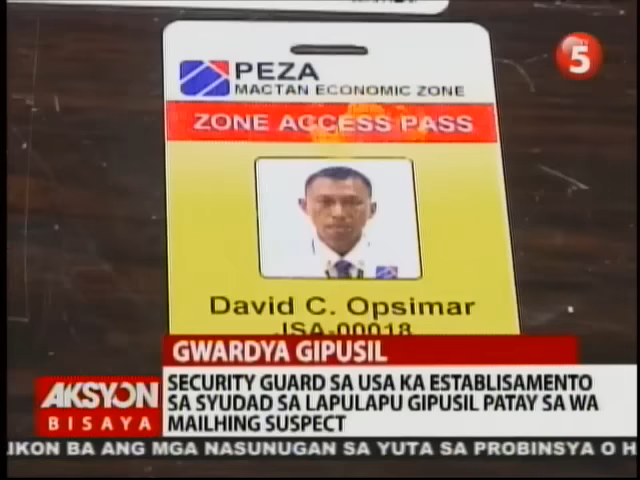 5
PEZA
MACTAN ECONOMIC ZONE
ZONE ACCESS PASS
David C. Opsimar
JSA-00018
GWARDYA GIPUSIL
SECURITY GUARD SA USA KA ESTABLISAMENTO
SA SYUDAD SA LAPULAPU GIPUSIL PATAY SA WA
MAILHING SUSPECT
AKSYON
BISAYA
IKON BA ANG MGA NASUNUGAN SA YUTA SA PROBINSYA O H